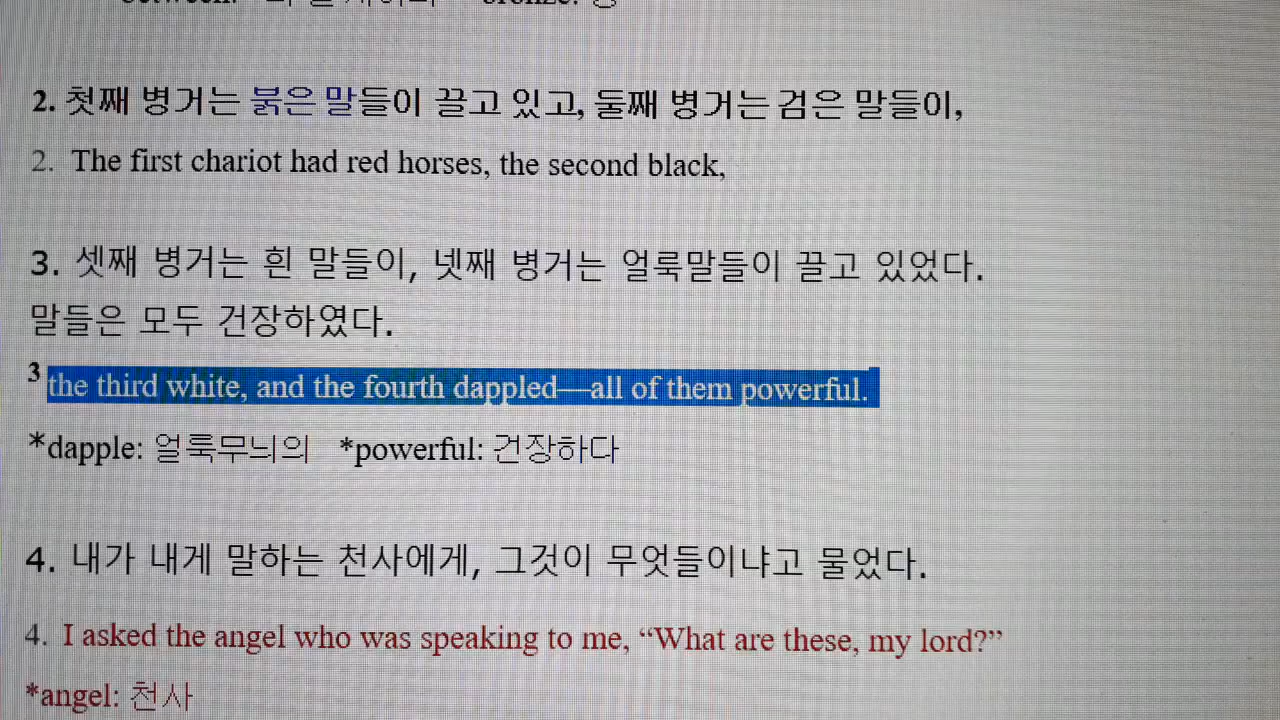 2. 첫째 병거는 붉은 말들이 끌고 있고, 둘째 병거는 검은 말들이,
2. The first chariot had red horses, the second black,
3. 셋째 병거는 흰 말들이, 넷째 병거는 얼룩말들이 끌고 있었다.
말들은 모두 건장하였다.
3 the third white, and the fourth dappled—all of them powerful.
*dapple: 얼룩무늬의 *powerful: 건장하다
4. 내가 내게 말하는 천사에게, 그것이 무엇들이냐고 물었다.
4. I asked the angel who was speaking to me, “What are these, my lord?”
*angel: 천사